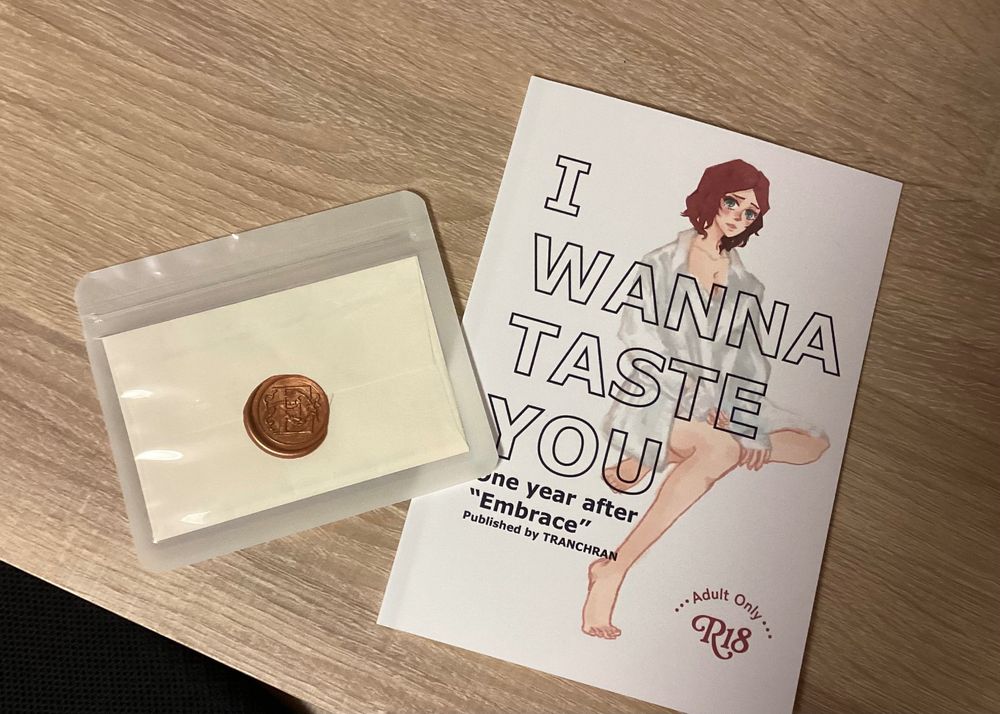 I
WANNA
TASTE
YOU
One year after
“Embrace”
Published by TRANCHRAN
•••Adult Only•••
R18